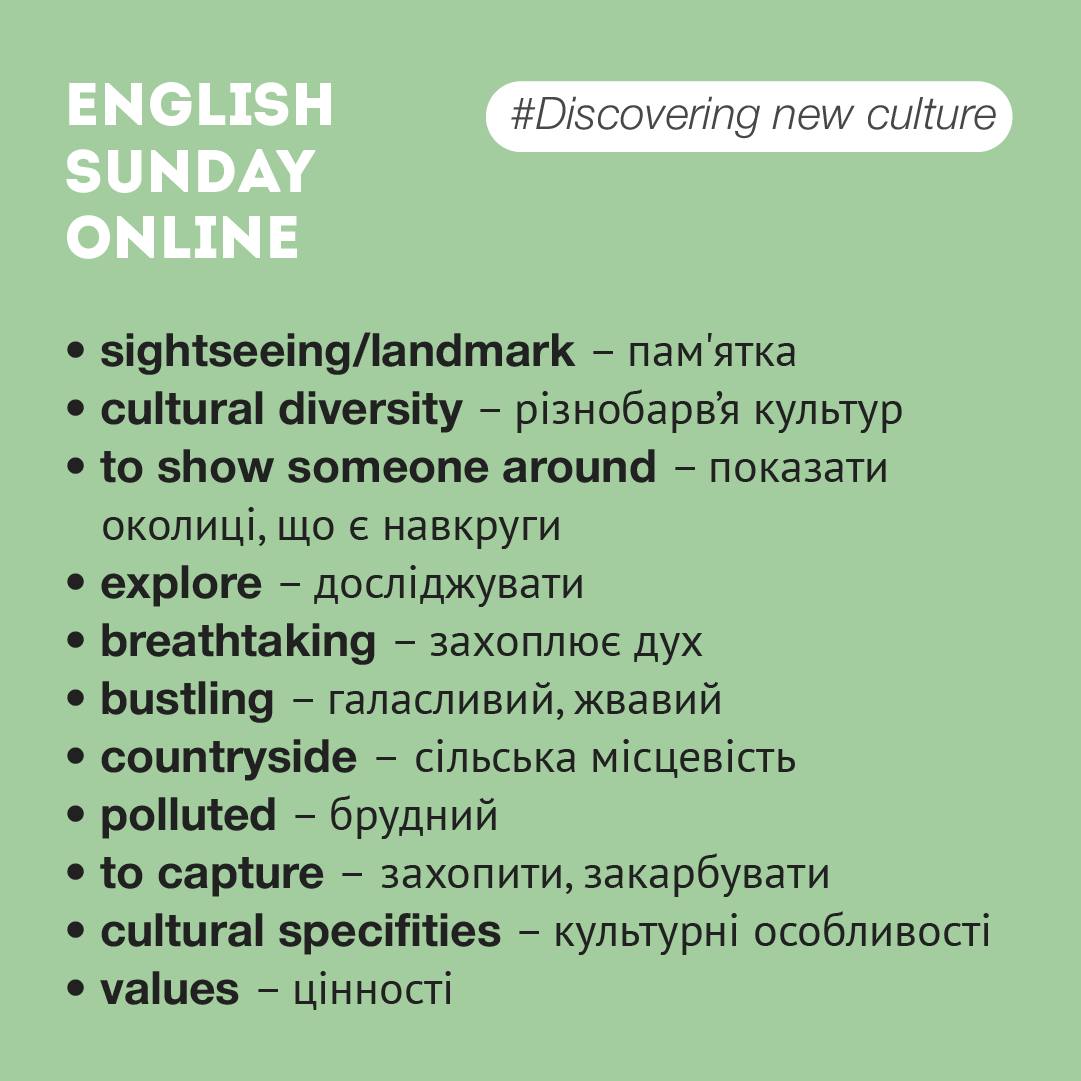 ENGLISH
SUNDAY
ONLINE
#Discovering new culture
• sightseeing/landmark – пам'ятка
• cultural diversity – різнобарв’я культур
• to show someone around – показати
околиці, що є навкруги
• explore – досліджувати
• breathtaking – захоплює дух
• bustling – галасливий, жвавий
• countryside – сільська місцевість
• polluted – брудний
• to capture – захопити, закарбувати
• cultural specifities – культурні особливості
• values – цінності